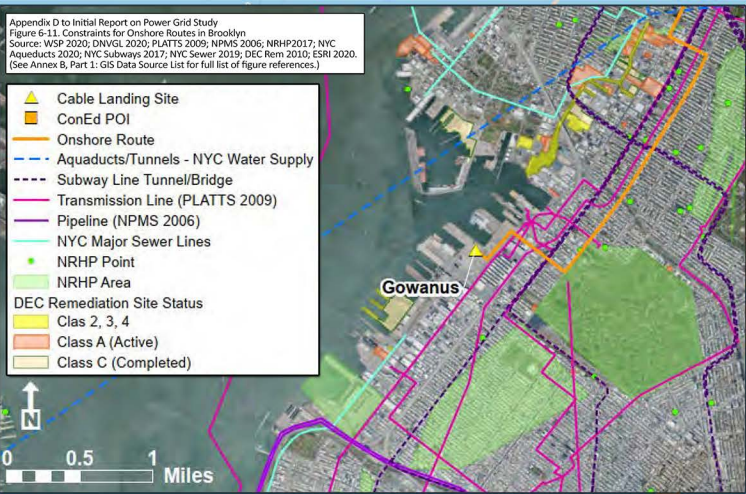 Appendix D to Initial Report on Power Grid Study
Figure 6-11. Constraints for Onshore Routes in Brooklyn
Source: WSP 2020; DNVGL 2020; PLATTS 2009; NPMS 2006; NRHP2017; NYC
Aqueducts 2020; NYC Subways 2017; NYC Sewer 2019; DEC Rem 2010; ESRI 2020.
(See Annex B, Part 1: GIS Data Source List for full list of figure references.)
Cable Landing Site
ConEd POI
Onshore Route
Aquaducts/Tunnels - NYC Water Supply
Subway Line Tunnel/Bridge
Transmission Line (PLATTS 2009)
Pipeline (NPMS 2006)
NYC Major Sewer Lines
NRHP Point
NRHP Area
DEC Remediation Site Status
Clas 2, 3, 4
Class A (Active)
Class C (Completed)
Gowanus
N
0 0.5 1
Miles